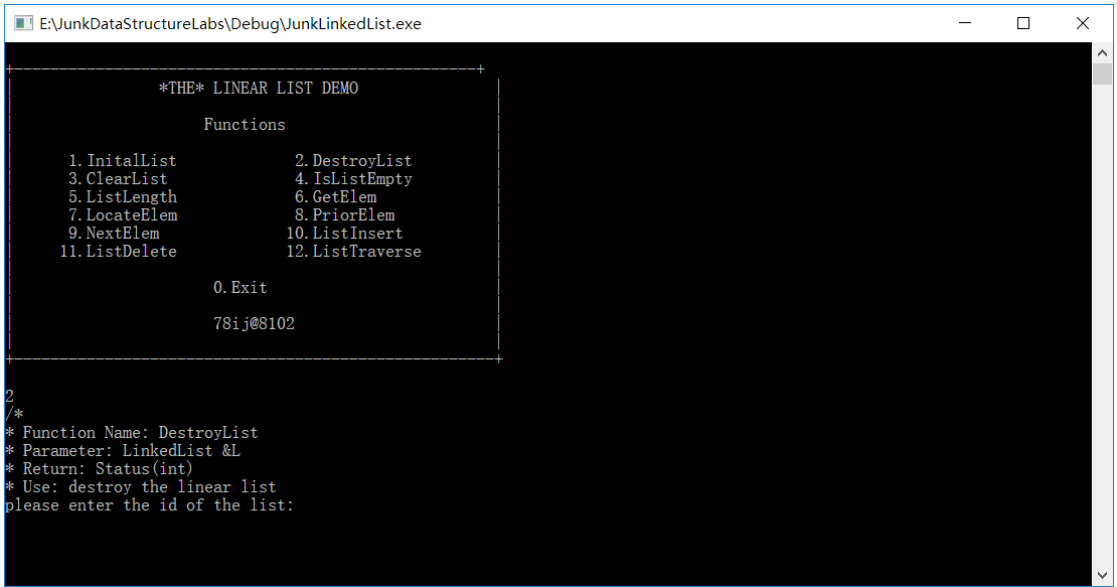 E:\JunkDataStructureLabs\Debug\JunkLinkedList.exe
+---------------------------------------------------+
*THE* LINEAR LIST DEMO
Functions
1.InitalList 2.DestroyList
3.ClearList 4.IsListEmpty
5.ListLength 6.GetElem
7.LocateElem 8.PriorElem
9.NextElem 10.ListInsert
11.ListDelete 12.ListTraverse
0.Exit
78ij@8102
+-----------------------------------------------------+
2
/*
* Function Name: DestroyList
* Parameter: LinkedList &L
* Return: Status(int)
* Use: destroy the linear list
please enter the id of the list: